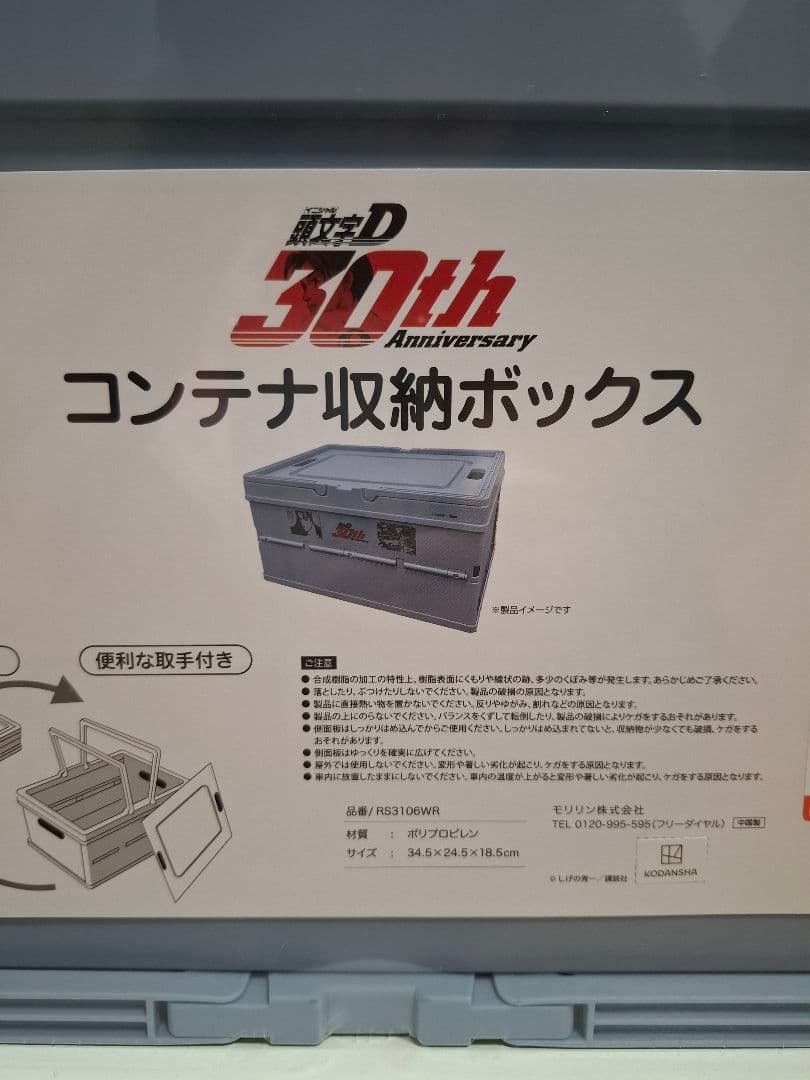 イニシャル
頭文字D
30th
Anniversary
コンテナ収納ボックス
30th
※製品イメージです
便利な取手付き
ご注意
● 合成樹脂の加工の特性上、樹脂表面にくもりや線状の跡、多少のくぼみ等が発生します。あらかじめご了承ください。
● 落としたり、ぶつけたりしないでください。製品の破損の原因となります。
● 製品に直接熱い物を置かないでください。反りやゆがみ、割れなどの原因となります。
● 製品の上にのらないでください。バランスをくずして転倒したり、製品の破損によりケガをするおそれがあります。
● 側面板はしっかりはめ込んでからご使用ください。しっかりはめ込まれてないと、収納物が少なくても破損、ケガをする
おそれがあります。
● 側面板はゆっくりを確実に広げてください。
● 屋外では使用しないでください。変形や著しい劣化が起こり、ケガをする原因となります。
● 車内に放置したままにしないでください。車内の温度が上がると変形や著しい劣化が起こり、ケガをする原因となります。
品番/ RS3106WR
材質 : ポリプロピレン
サイズ : 34.5×24.5×18.5cm
モリリン株式会社
TEL 0120-995-595(フリーダイヤル) 中国製
© しげの秀一/講談社
KODANSHA